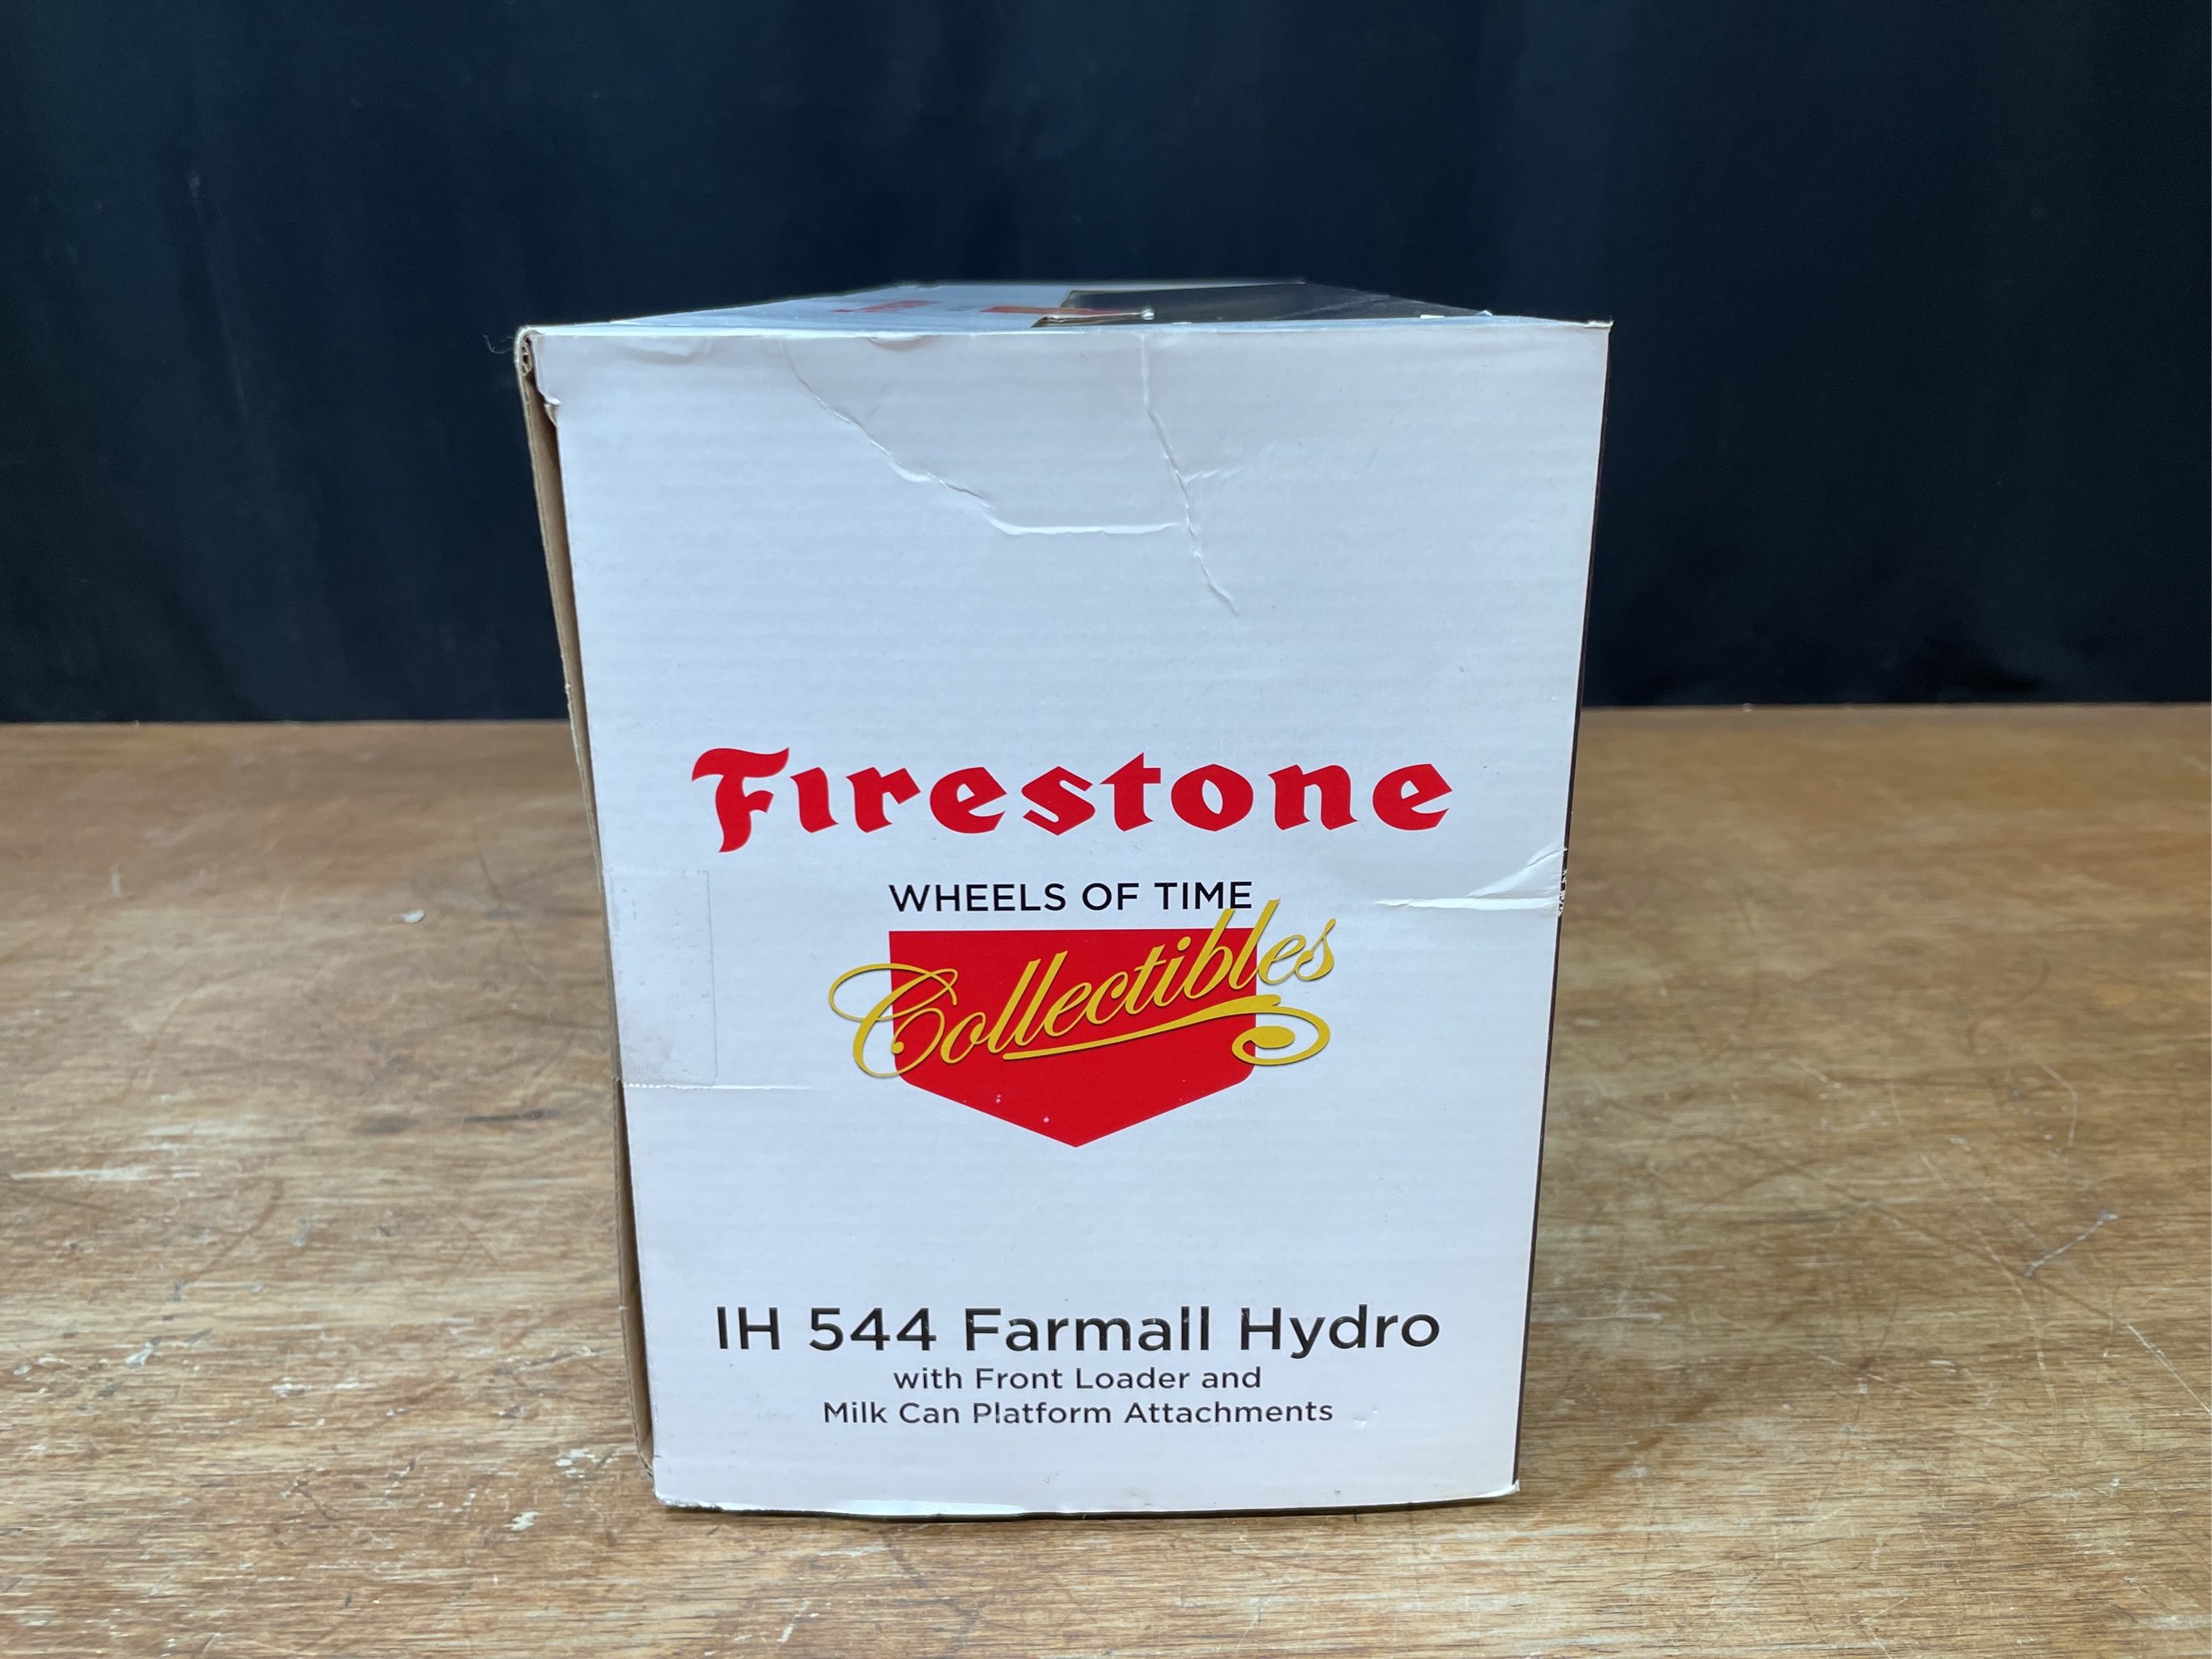 Firestone
WHEELS OF TIME
Collectibles
IH 544 Farmall Hydro
with Front Loader and
Milk Can Platform Attachments